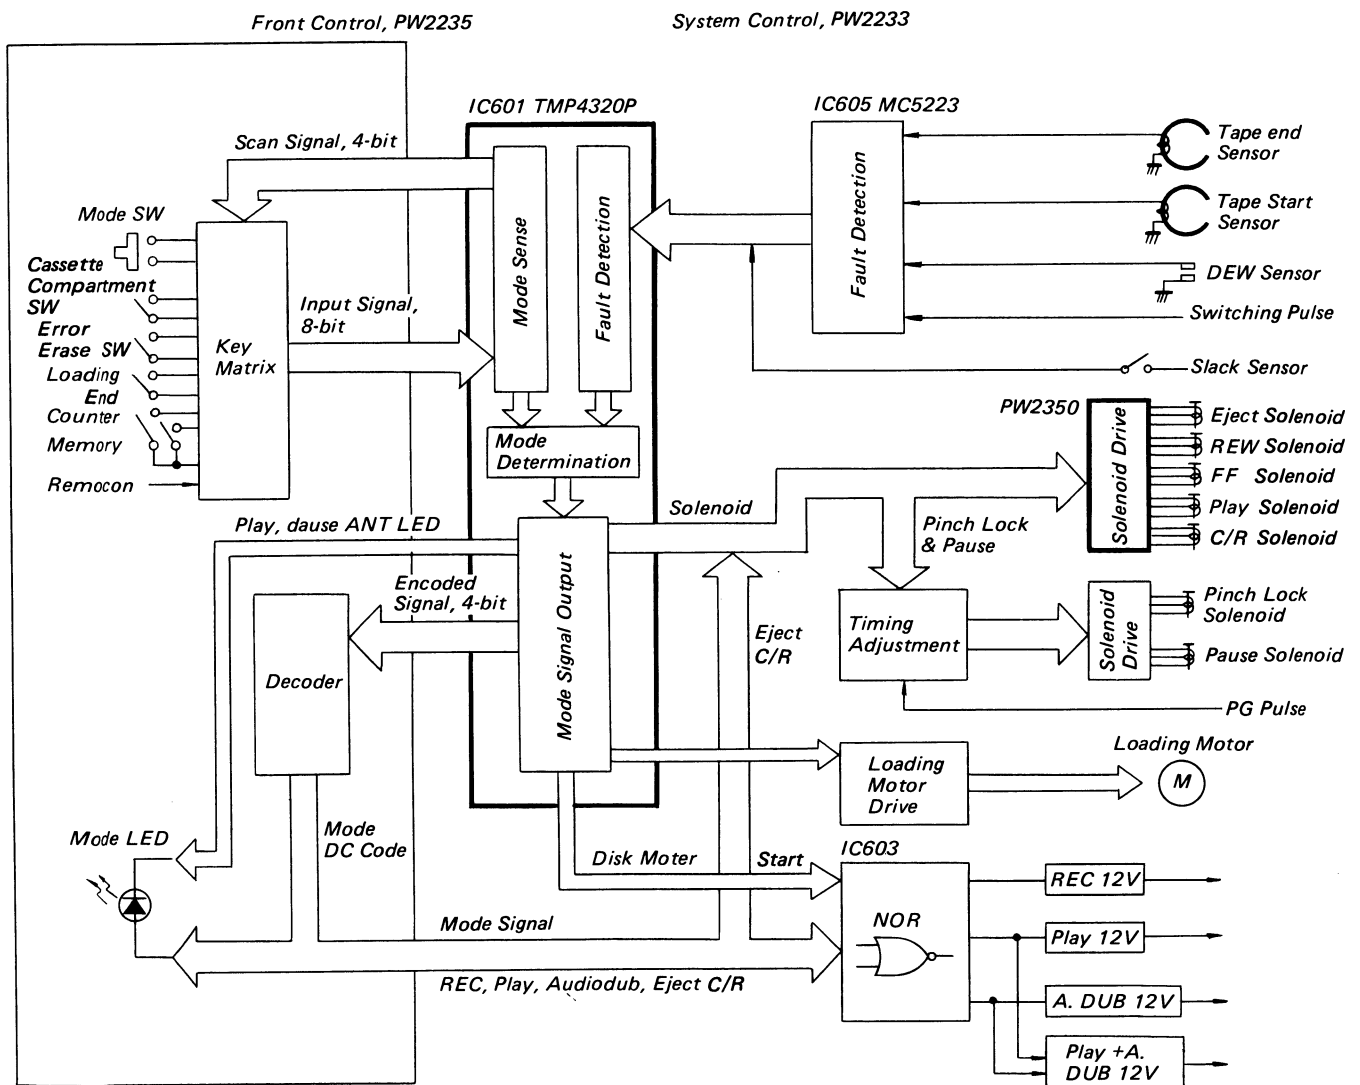 Front Control, PW2235
System Control, PW2233
IC601 TMP4320P
IC605 MC5223
Scan Signal, 4-bit
Mode Sense
Fault Detection
Fault Detection
Tape end
Sensor
Tape Start
Sensor
DEW Sensor
Switching Pulse
Slack Sensor
Mode SW
Cassette
Compartment
SW
Error
Erase SW
Loading
End
Counter
Memory
Remocon
Key
Matrix
Input Signal,
8-bit
Mode
Determination
PW2350
Solenoid Drive
Eject Solenoid
REW Solenoid
FF Solenoid
Play Solenoid
C/R Solenoid
Play, dause ANT LED
Solenoid
Pinch Lock
& Pause
Encoded
Signal, 4-bit
Mode Signal Output
Eject
C/R
Timing
Adjustment
Solenoid
Drive
Pinch Lock
Solenoid
Pause Solenoid
PG Pulse
Decoder
Loading
Motor
Drive
Loading Motor
M
Mode LED
Mode
DC Code
Disk Moter
Start
IC603
NOR
REC 12V
Play 12V
A. DUB 12V
Play +A.
DUB 12V
Mode Signal
REC, Play, Audiodub, Eject C/R